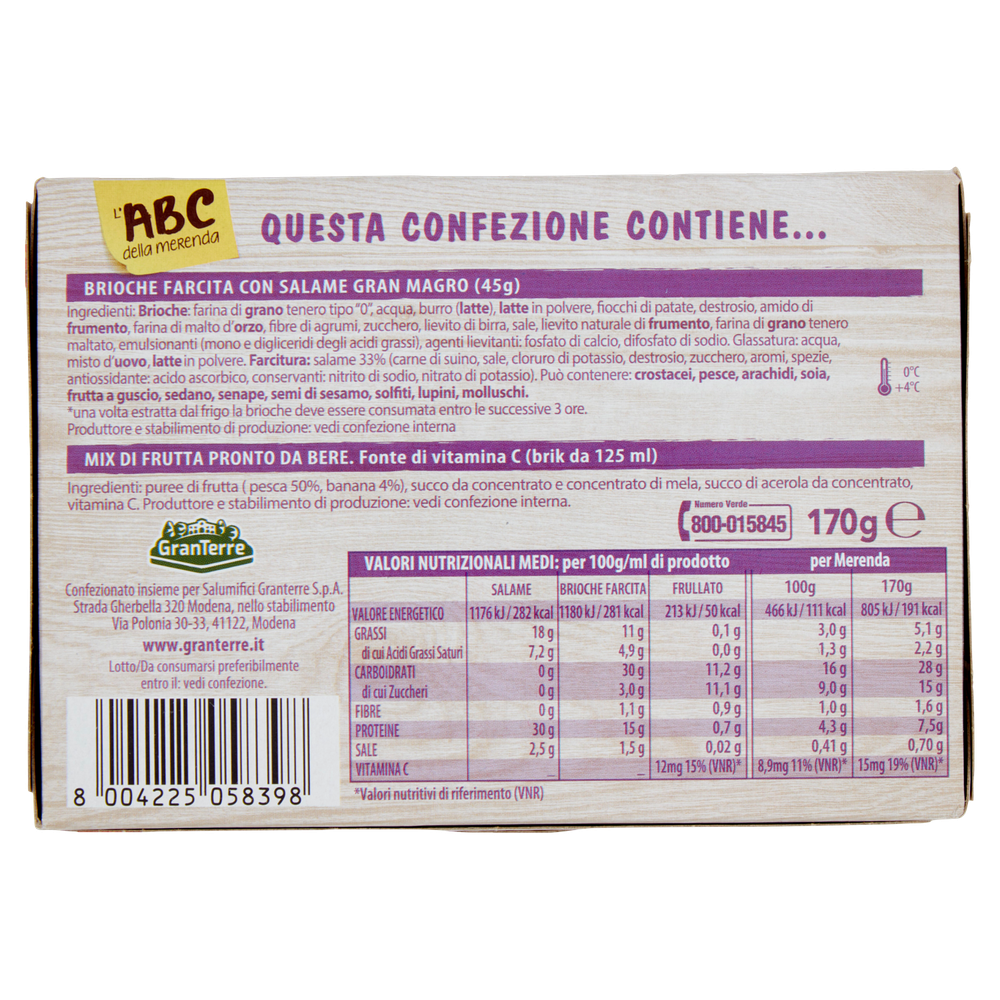 L'ABC
della merenda
QUESTA CONFEZIONE CONTIENE...
BRIOCHE FARCITA CON SALAME GRAN MAGRO (45g)
Ingredienti: Brioche: farina di grano tenero tipo "0", acqua, burro (latte), latte in polvere, fiocchi di patate, destrosio, amido di
frumento, farina di malto d'orzo, fibre di agrumi, zucchero, lievito di birra, sale, lievito naturale di frumento, farina di grano tenero
maltato, emulsionanti (mono e digliceridi degli acidi grassi), agenti lievitanti: fosfato di calcio, difosfato di sodio. Glassatura: acqua,
misto d'uovo, latte in polvere. Farcitura: salame 33% (carne di suino, sale, cloruro di potassio, destrosio, zucchero, aromi, spezie,
antiossidante: acido ascorbico, conservanti: nitrito di sodio, nitrato di potassio). Può contenere: crostacei, pesce, arachidi, soia,
frutta a guscio, sedano, senape, semi di sesamo, solfiti, lupini, molluschi.
*una volta estratta dal frigo la brioche deve essere consumata entro le successive 3 ore.
Produttore e stabilimento di produzione: vedi confezione interna
0°C
+4°C
MIX DI FRUTTA PRONTO DA BERE. Fonte di vitamina C (brik da 125 ml)
Ingredienti: puree di frutta ( pesca 50%, banana 4%), succo da concentrato e concentrato di mela, succo di acerola da concentrato,
vitamina C. Produttore e stabilimento di produzione: vedi confezione interna.
Numero Verde
800-015845
170g e
GranTerre
Confezionato insieme per Salumifici Granterre S.p.A.
Strada Gherbella 320 Modena, nello stabilimento
Via Polonia 30-33, 41122, Modena
www.granterre.it
Lotto/Da consumarsi preferibilmente
entro il: vedi confezione.
8 004225 058398
VALORI NUTRIZIONALI MEDI: per 100g/ml di prodotto per Merenda
SALAME BRIOCHE FARCITA FRULLATO 100g 170g
VALORE ENERGETICO 1176 kJ / 282 kcal 1180 kJ / 281 kcal 213 kJ / 50 kcal 466 kJ / 111 kcal 805 kJ / 191 kcal
GRASSI 18 g 11 g 0,1 g 3,0 g 5,1 g
di cui Acidi Grassi Saturi 7,2 g 4,9 g 0,0 g 1,3 g 2,2 g
CARBOIDRATI 0 g 30 g 11,2 g 16 g 28 g
di cui Zuccheri 0 g 3,0 g 11,1 g 9,0 g 15 g
FIBRE 0 g 1,1 g 0,9 g 1,0 g 1,6 g
PROTEINE 30 g 15 g 0,7 g 4,3 g 7,5g
SALE 2,5 g 1,5 g 0,02 g 0,41 g 0,70 g
VITAMINA C _ _ 12mg 15% (VNR)* 8,9mg 11% (VNR)* 15mg 19% (VNR)*
*Valori nutritivi di riferimento (VNR)